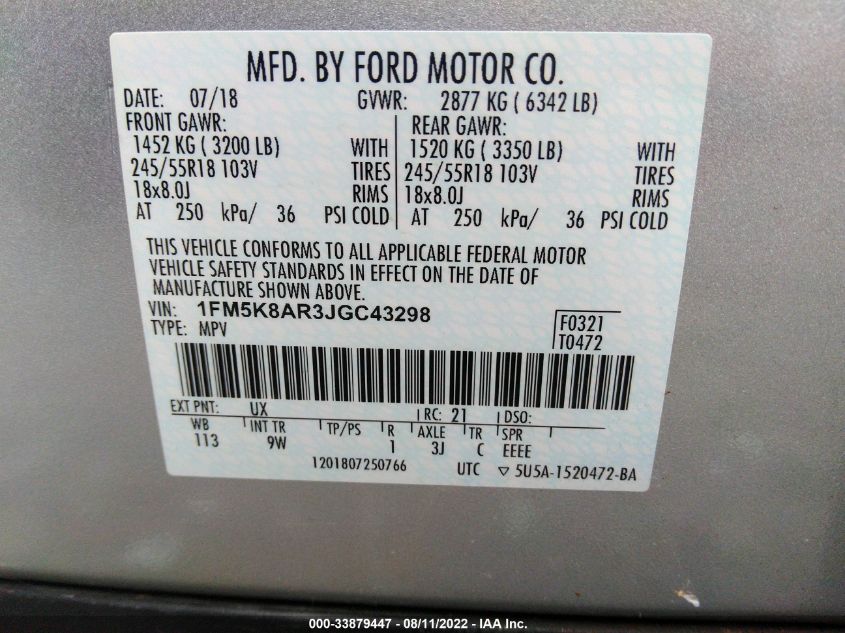 MFD. BY FORD MOTOR CO.
DATE: 07/18 GVWR: 2877 KG ( 6342 LB)
FRONT GAWR: REAR GAWR:
1452 KG ( 3200 LB) WITH 1520 KG ( 3350 LB) WITH
245/55R18 103V TIRES 245/55R18 103V TIRES
18x8.0J RIMS 18x8.0J RIMS
AT 250 kPa/ 36 PSI COLD AT 250 kPa/ 36 PSI COLD
THIS VEHICLE CONFORMS TO ALL APPLICABLE FEDERAL MOTOR
VEHICLE SAFETY STANDARDS IN EFFECT ON THE DATE OF
MANUFACTURE SHOWN ABOVE.
VIN: 1FM5K8AR3JGC43298
TYPE: MPV
F0321
T0472
EXT PNT: UX RC: 21 DSO:
WB INT TR TP/PS R AXLE TR SPR
113 9W 1 3J C EEEE
1201807250766 UTC ▽ 5U5A-1520472-BA
000-33879447 - 08/11/2022 - IAA Inc.